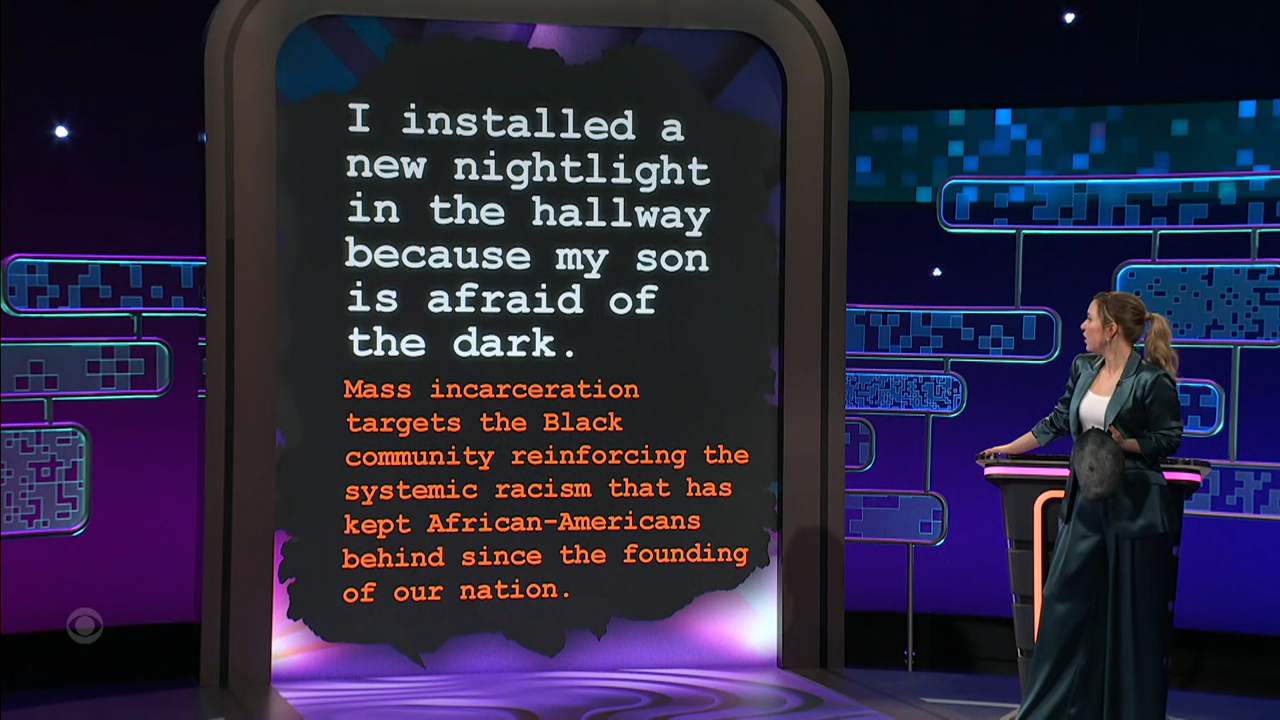 I installed a
new nightlight
in the hallway
because my son
is afraid of
the dark.
Mass incarceration
targets the Black
community reinforcing the
systemic racism that has
kept African-Americans
behind since the founding
of our nation.